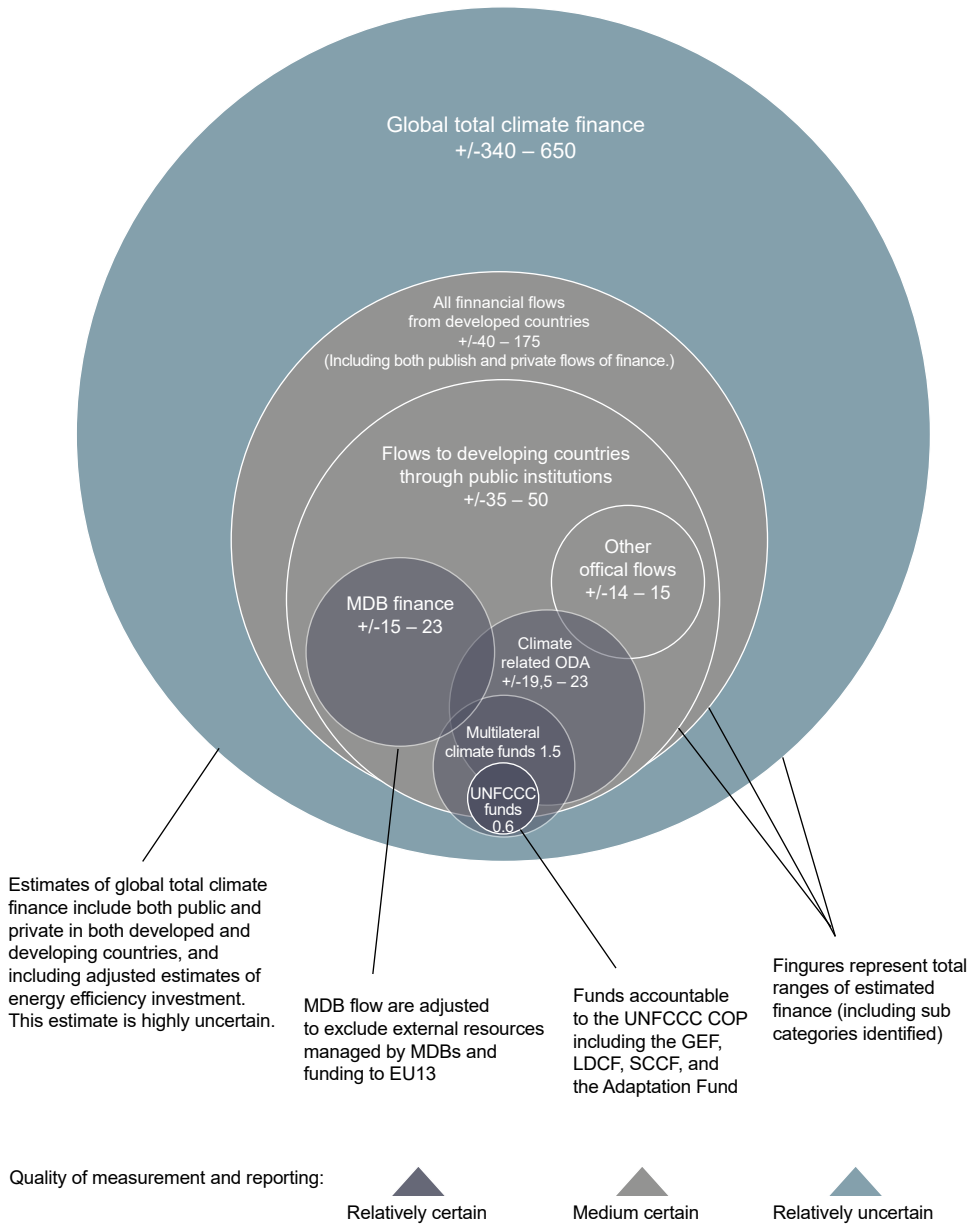 Global total climate finance
+/-340 – 650
All finnancial flows
from developed countries
+/-40 – 175
(Including both publish and private flows of finance.)
Flows to developing countries
through public institutions
+/-35 – 50
Other
offical flows
+/-14 – 15
MDB finance
+/-15 – 23
Climate
related ODA
+/-19,5 – 23
Multilateral
climate funds 1.5
UNFCCC
funds
0.6
Estimates of global total climate
finance include both public and
private in both developed and
developing countries, and
including adjusted estimates of
energy efficiency investment.
This estimate is highly uncertain.
MDB flow are adjusted
to exclude external resources
managed by MDBs and
funding to EU13
Funds accountable
to the UNFCCC COP
including the GEF,
LDCF, SCCF, and
the Adaptation Fund
Fingures represent total
ranges of estimated
finance (including sub
categories identified)
Quality of measurement and reporting:
Relatively certain
Medium certain
Relatively uncertain